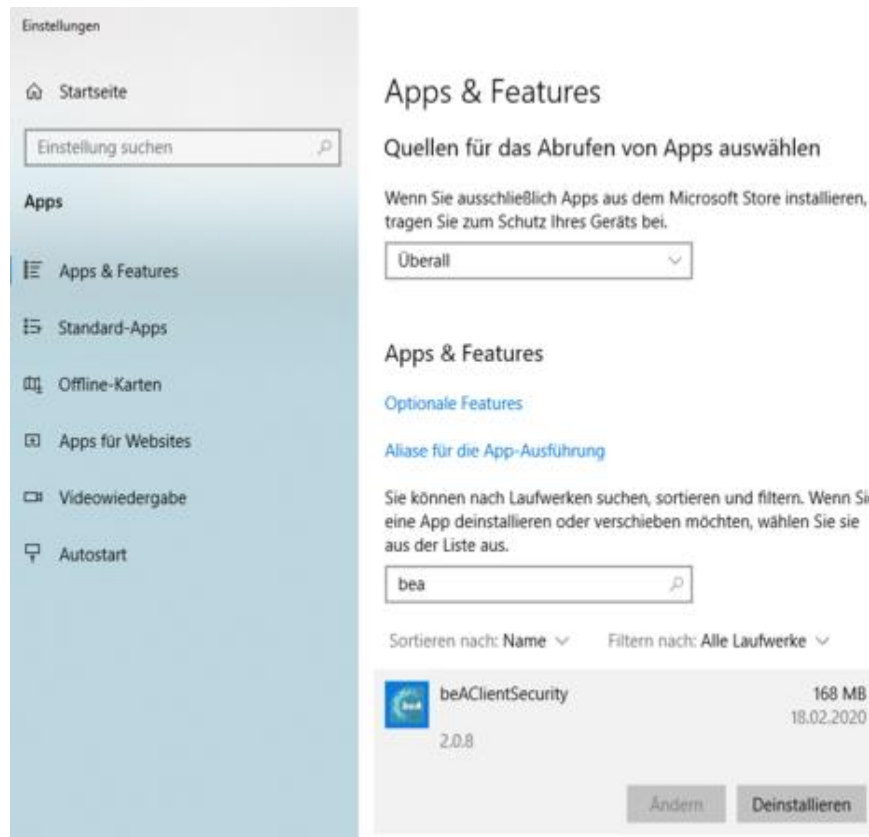 Einstellungen
Startseite
Einstellung suchen
Apps
Apps & Features
Standard-Apps
Offline-Karten
Apps für Websites
Videowiedergabe
Autostart
Apps & Features
Quellen für das Abrufen von Apps auswählen
Wenn Sie ausschließlich Apps aus dem Microsoft Store installieren,
tragen Sie zum Schutz Ihres Geräts bei.
Überall
Apps & Features
Optionale Features
Aliase für die App-Ausführung
Sie können nach Laufwerken suchen, sortieren und filtern. Wenn Si
eine App deinstallieren oder verschieben möchten, wählen Sie sie
aus der Liste aus.
bea
Sortieren nach: Name Filtern nach: Alle Laufwerke
beA
beAClientSecurity 168 MB
18.02.2020
2.0.8
Ändern Deinstallieren